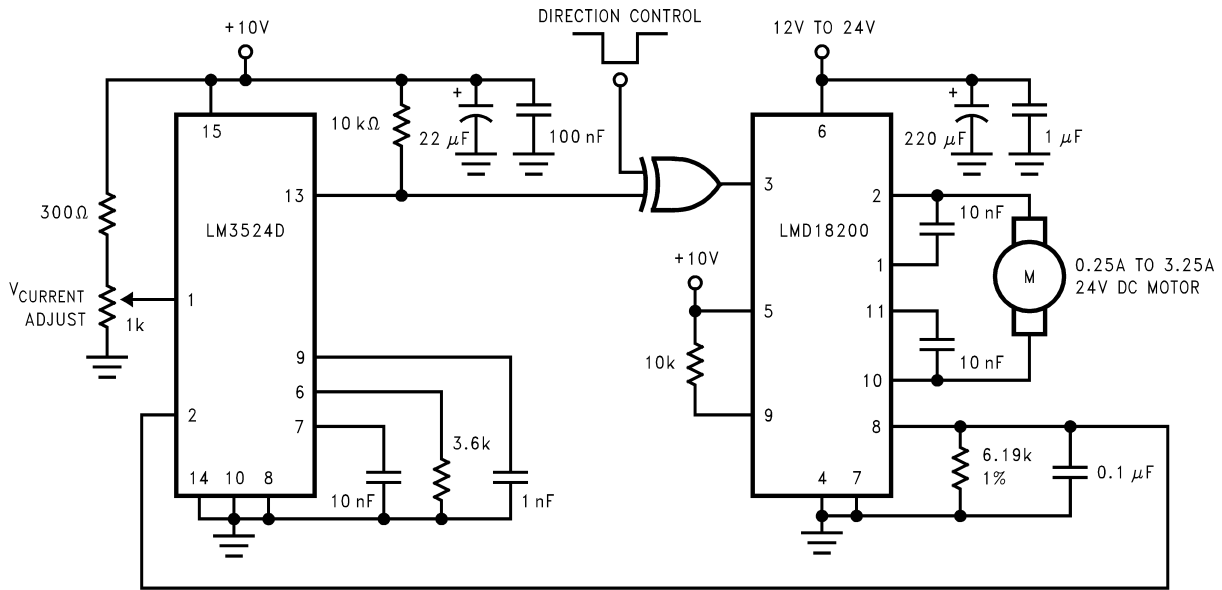 DIRECTION CONTROL
+10V
12V TO 24V
15
10 kΩ
+
22 µF
100 nF
6
+
220 µF
1 µF
13
3
2
10 nF
300Ω
LM3524D
LMD18200
1
+10V
M
0.25A TO 3.25A
24V DC MOTOR
VCURRENT
ADJUST
1k
1
5
11
10 nF
9
10k
10
6
2
7
3.6k
9
8
6.19k
1%
0.1 µF
14
10
8
10 nF
1 nF
4
7